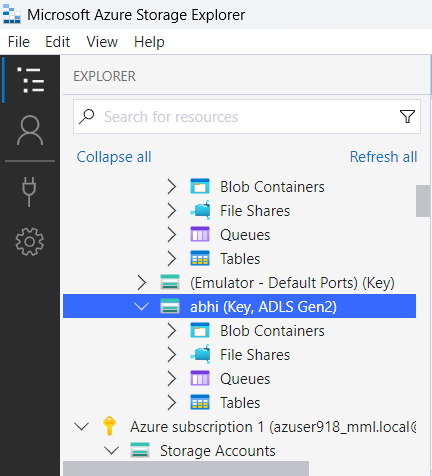 Microsoft Azure Storage Explorer
File Edit View Help
EXPLORER
Search for resources
Collapse all Refresh all
Blob Containers
File Shares
Queues
Tables
(Emulator - Default Ports) (Key)
abhi (Key, ADLS Gen2)
Blob Containers
File Shares
Queues
Tables
Azure subscription 1 (azuser918_mml.local@
Storage Accounts